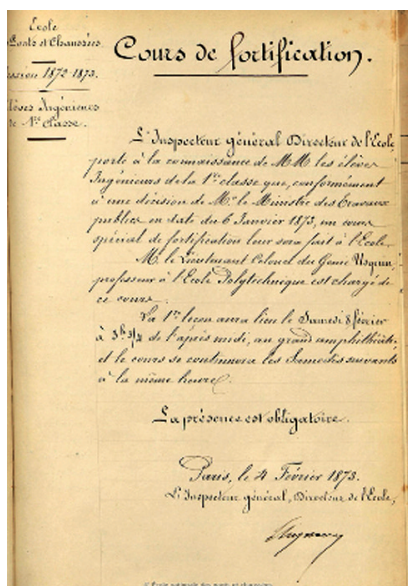 École
Ponts et Chaussées
Session 1872-1873.
Élèves Ingénieurs
de 1re Classe.
Cours de fortification.
L'Inspecteur général Directeur de l'École
porte à la connaissance de MM les élèves
Ingénieurs de la 1re classe que, conformément
à une division de Mr. le Ministre des Travaux
publics en date du 6 Janvier 1873, un cours
spécial de fortification leur sera fait à l'École.
M. le Lieutenant Colonel du Génie
professeur à l'École Polytechnique est chargé de
ce cours.
La 1re leçon aura lieu le Samedi 8 février
à 3h 3/4 de l'après midi, au grand amphithéâtre
et le cours se continuera les Samedis suivants
à la même heure.
La présence est obligatoire.
Paris, le 4 Février 1873.
L'Inspecteur général, Directeur de l'École,